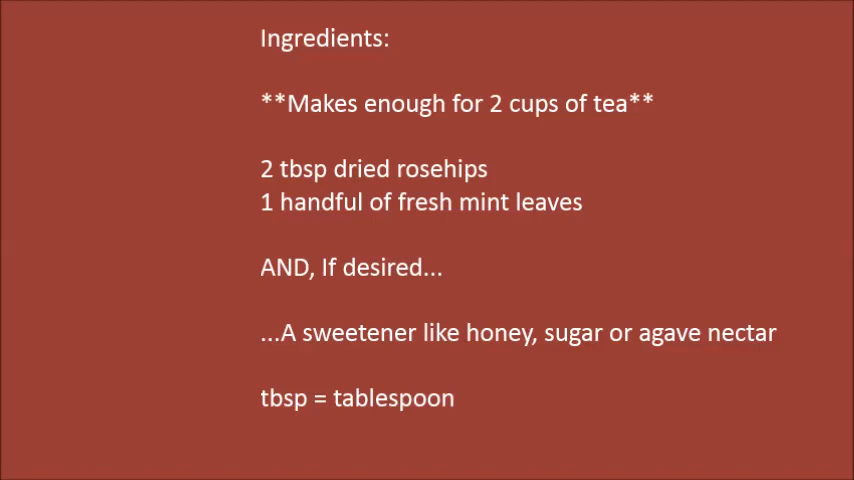 Ingredients:
**Makes enough for 2 cups of tea**
2 tbsp dried rosehips
1 handful of fresh mint leaves
AND, If desired...
...A sweetener like honey, sugar or agave nectar
tbsp = tablespoon